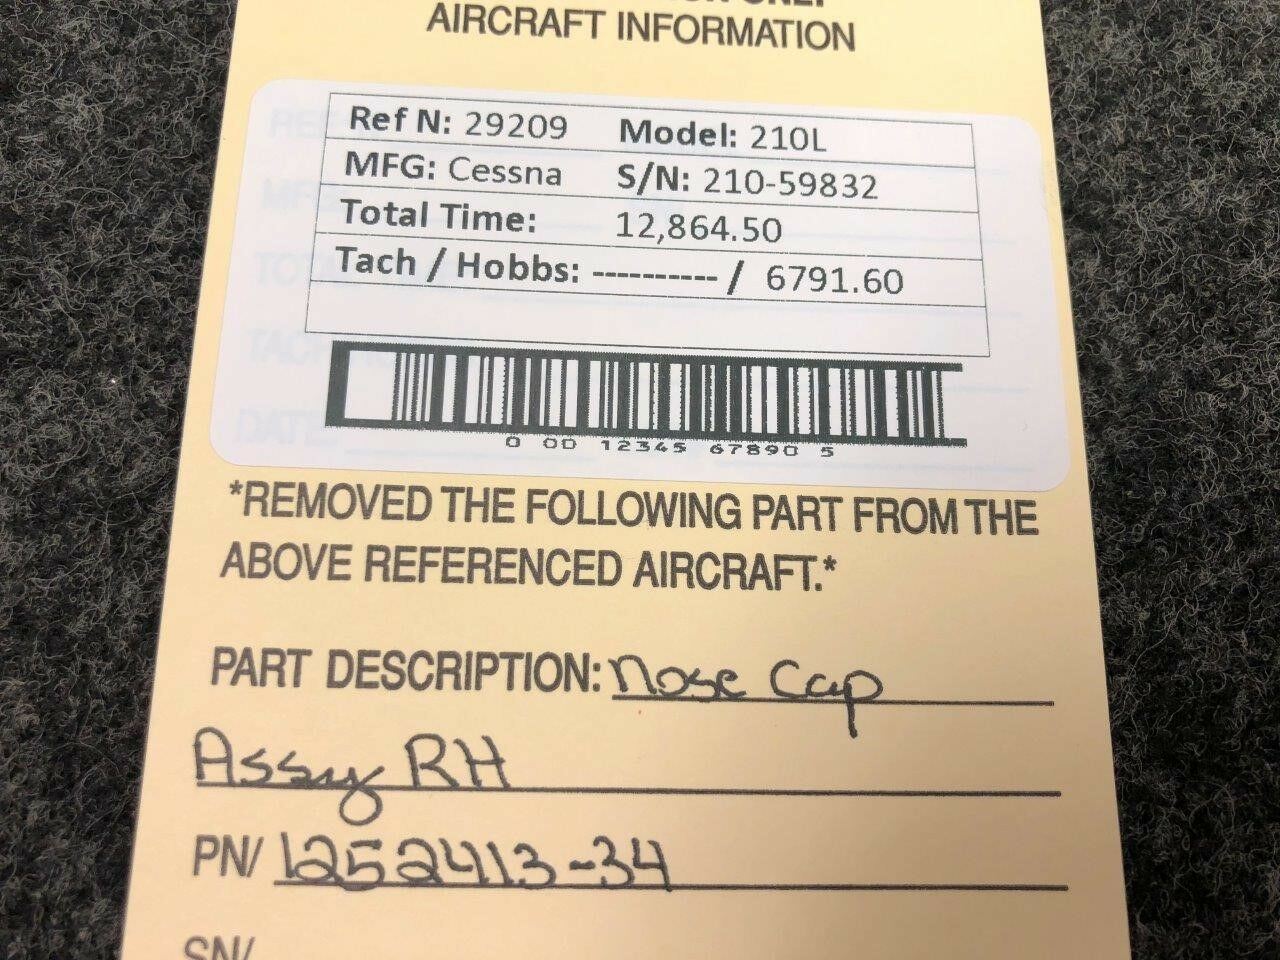 ONLY
AIRCRAFT INFORMATION
Ref N: 29209 Model: 210L
MFG: Cessna S/N: 210-59832
Total Time: 12,864.50
Tach / Hobbs: ---------- / 6791.60
0 00 12345 67890 5
*REMOVED THE FOLLOWING PART FROM THE
ABOVE REFERENCED AIRCRAFT.*
PART DESCRIPTION: Nose Cap
Assy RH
PN/ 1252413-34
SN/